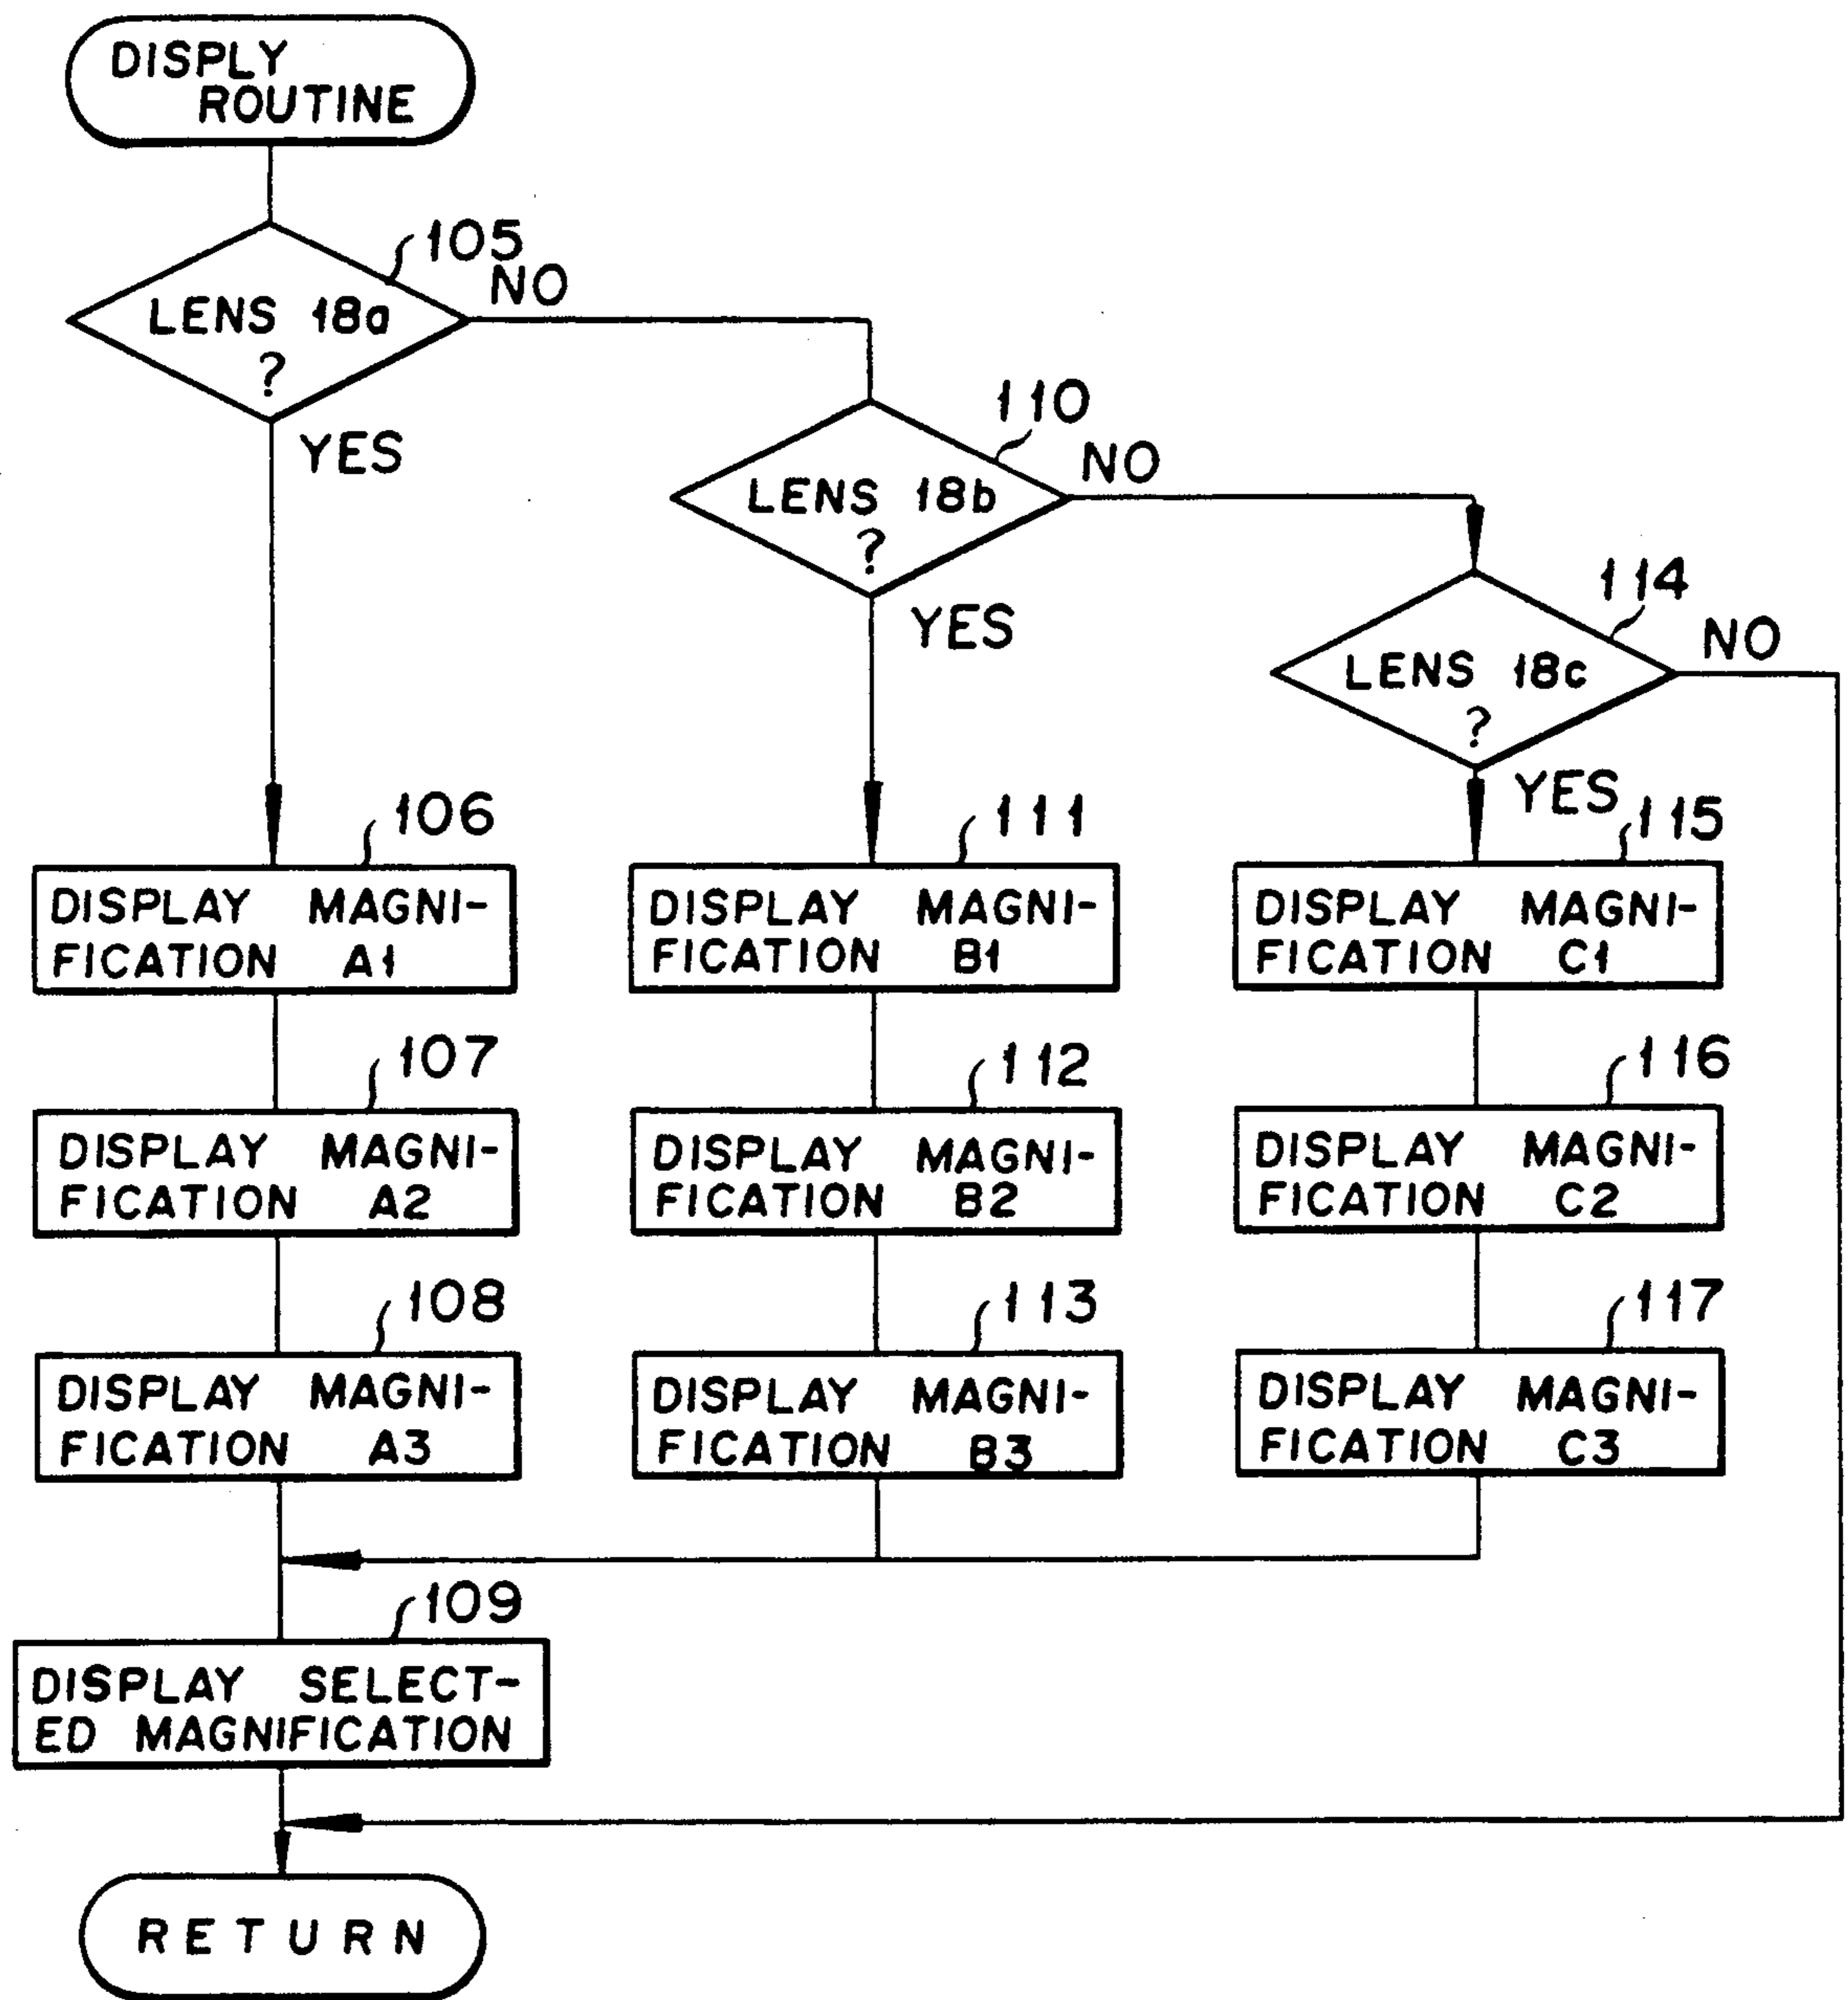 DISPLY
ROUTINE
105
NO
LENS 18a
?
YES
110
NO
LENS 18b
?
YES
114
NO
LENS 18c
?
YES
106
DISPLAY MAGNI-
FICATION A1
111
DISPLAY MAGNI-
FICATION B1
115
DISPLAY MAGNI-
FICATION C1
107
DISPLAY MAGNI-
FICATION A2
112
DISPLAY MAGNI-
FICATION B2
116
DISPLAY MAGNI-
FICATION C2
108
DISPLAY MAGNI-
FICATION A3
113
DISPLAY MAGNI-
FICATION B3
117
DISPLAY MAGNI-
FICATION C3
109
DISPLAY SELECT-
ED MAGNIFICATION
RETURN